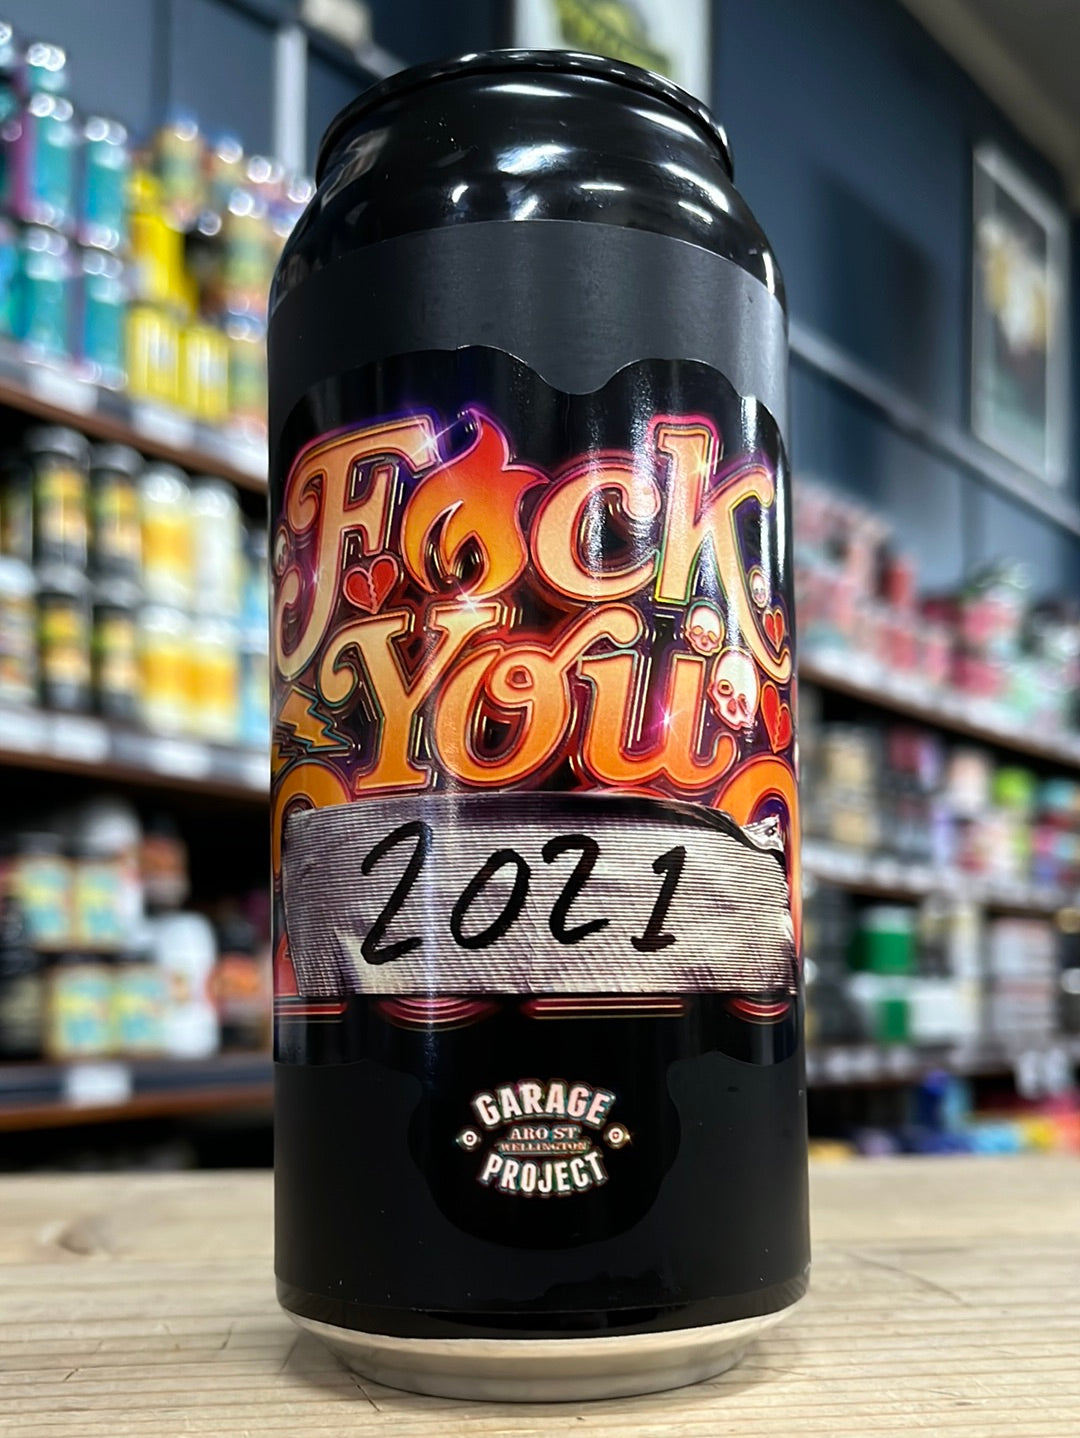 F🔥ck
You
2021
GARAGE
ARO ST
WELLINGTON
PROJECT